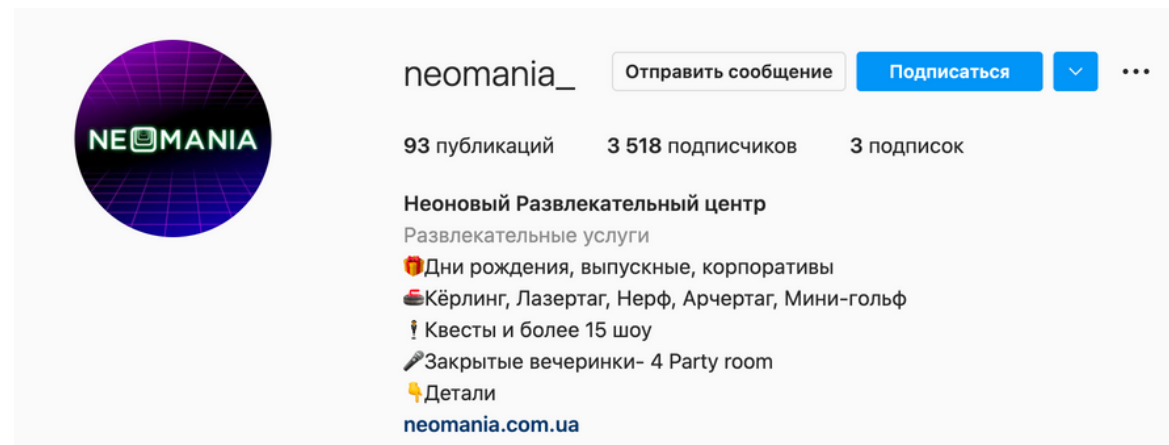 NEOMANIA
neomania_ Отправить сообщение Подписаться
93 публикаций 3 518 подписчиков 3 подписок
Неоновый Развлекательный центр
Развлекательные услуги
🎁Дни рождения, выпускные, корпоративы
🥌Кёрлинг, Лазертаг, Нерф, Арчертаг, Мини-гольф
🕴Квесты и более 15 шоу
🎤Закрытые вечеринки- 4 Party room
👇Детали
neomania.com.ua